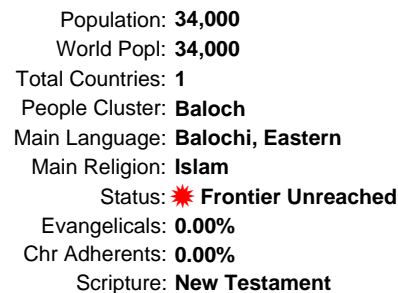 Population: 34,000
World Popl: 34,000
Total Countries: 1
People Cluster: Baloch
Main Language: Balochi, Eastern
Main Religion: Islam
Status: Frontier Unreached
Evangelicals: 0.00%
Chr Adherents: 0.00%
Scripture: New Testament